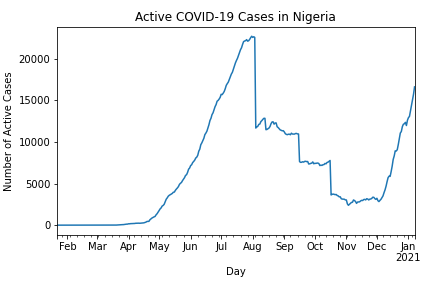 Active COVID-19 Cases in Nigeria
Number of Active Cases
20000
15000
10000
5000
0
Feb Mar Apr May Jun Jul Aug Sep Oct Nov Dec Jan
2021
Day